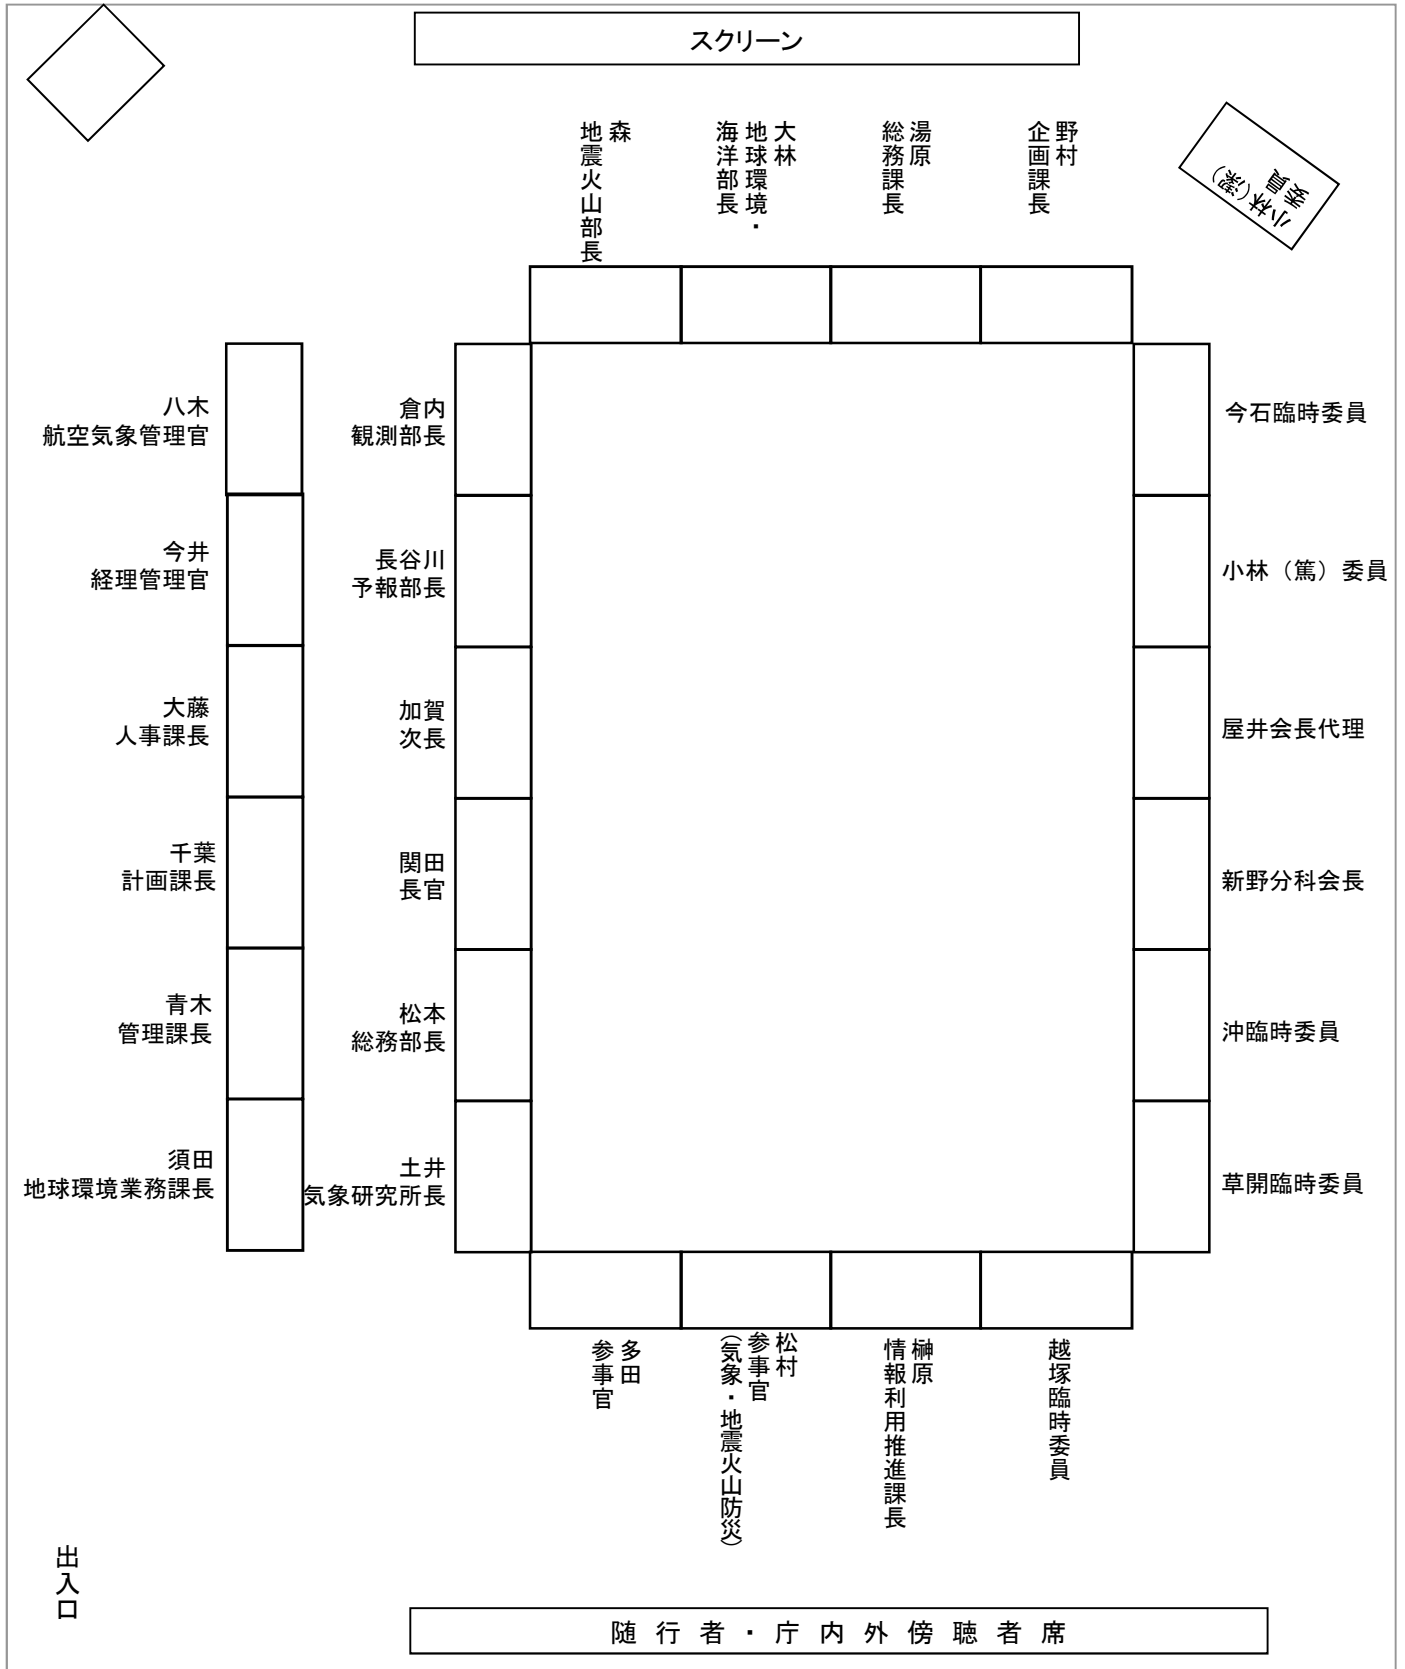 スクリーン
森
地震火山部長
大林
地球環境・
海洋部長
湯原
総務課長
野村
企画課長
小林(潔)
委員
八木
航空気象管理官
今井
経理管理官
大藤
人事課長
千葉
計画課長
青木
管理課長
須田
地球環境業務課長
倉内
観測部長
長谷川
予報部長
加賀
次長
関田
長官
松本
総務部長
土井
気象研究所長
今石臨時委員
小林（篤）委員
屋井会長代理
新野分科会長
沖臨時委員
草開臨時委員
多田
参事官
松村
参事官
（気象・地震火山防災）
榊原
情報利用推進課長
越塚臨時委員
出入口
随行者・庁内外傍聴者席